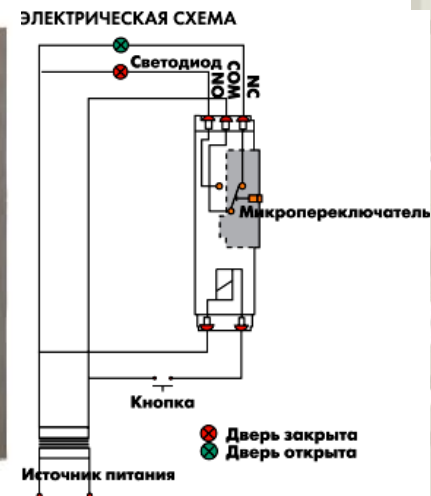 ЭЛЕКТРИЧЕСКАЯ СХЕМА
Светодиод
NO
COM
NC
Микропереключатель
Кнопка
Дверь закрыта
Дверь открыта
Источник питания